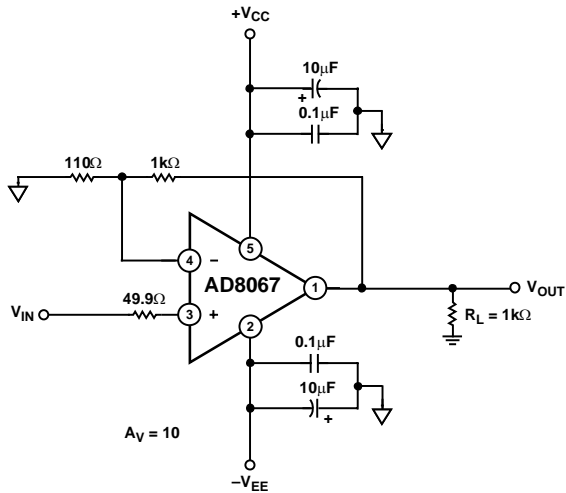 +VCC
10μF
+
0.1μF
110Ω
1kΩ
5
4
–
AD8067
1
VOUT
VIN
49.9Ω
3
+
2
RL = 1kΩ
0.1μF
10μF
+
AV = 10
–VEE